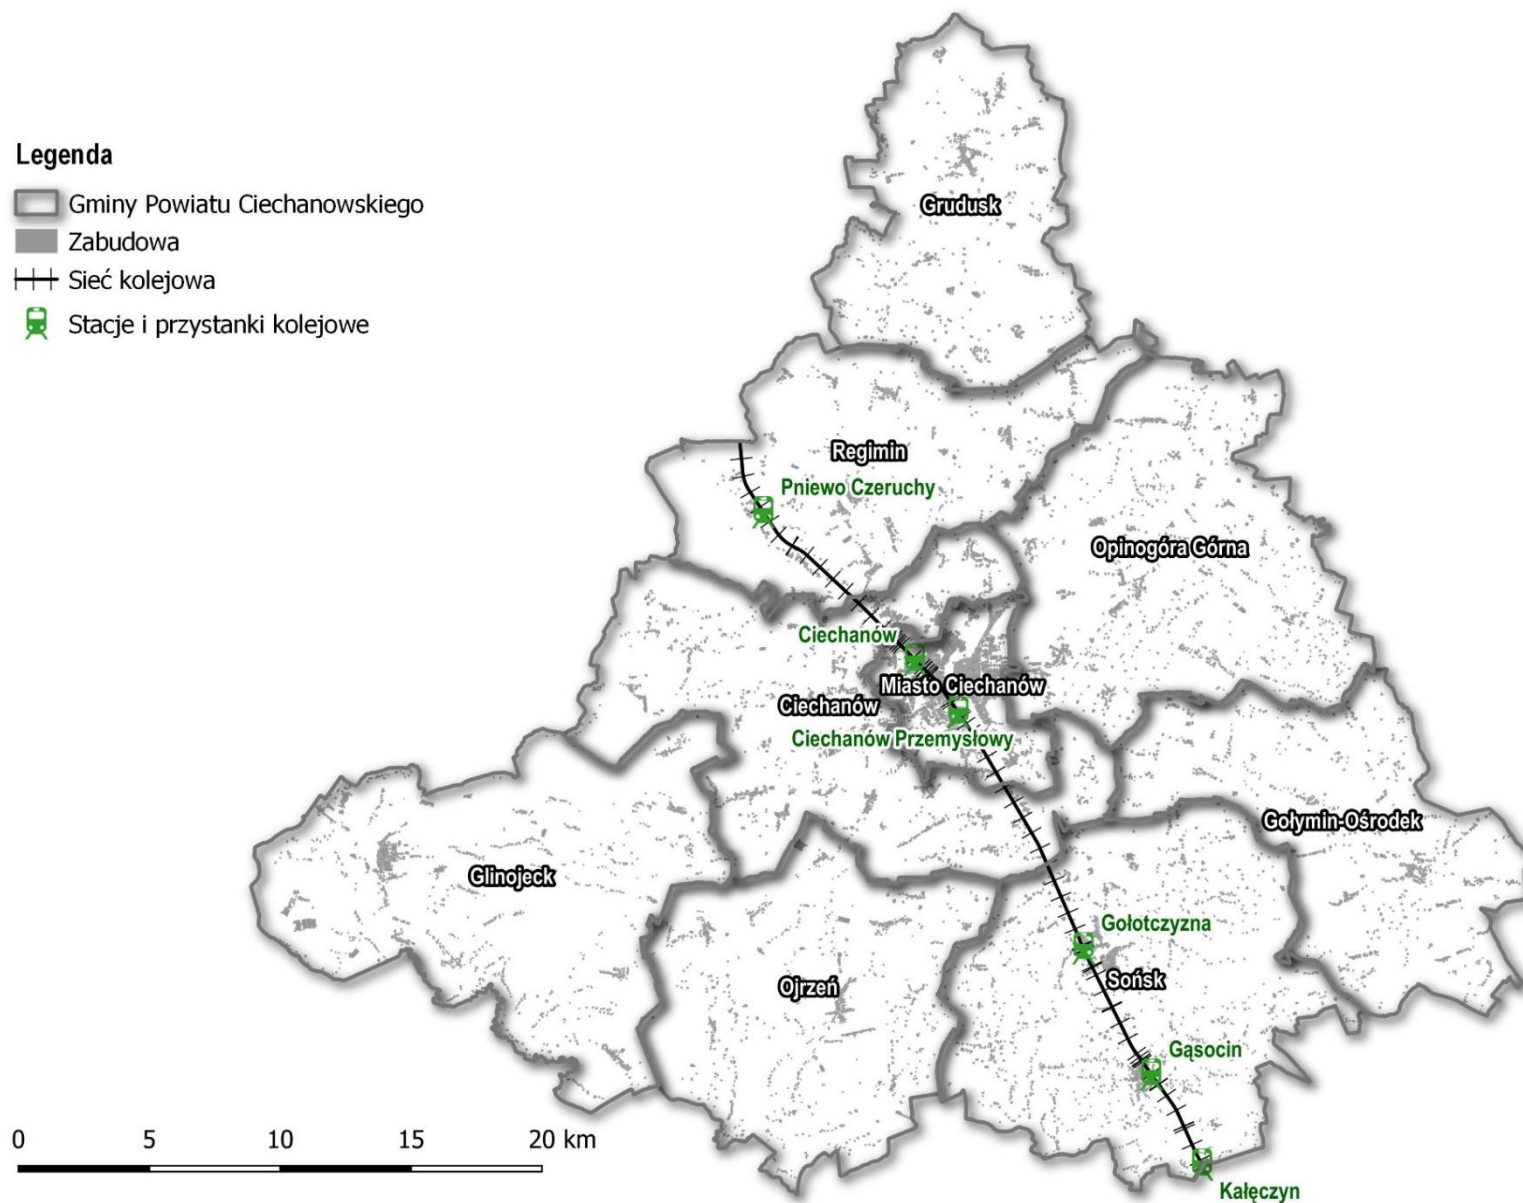 Legenda
Gminy Powiatu Ciechanowskiego
Zabudowa
Sieć kolejowa
Stacje i przystanki kolejowe
Grudusk
Regimin
Pniewo Czeruchy
Opinogóra Górna
Ciechanów
Miasto Ciechanów
Ciechanów
Ciechanów Przemysłowy
Gołymin-Ośrodek
Glinojeck
Gołotczyzna
Sońsk
Ojrzeń
Gąsocin
0 5 10 15 20 km
Kałęczyn